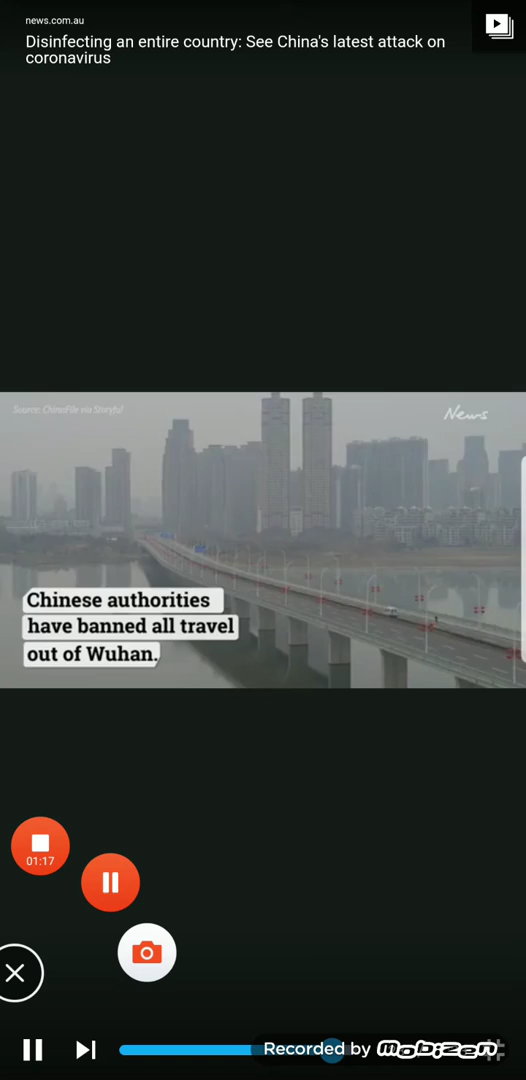 news.com.au
Disinfecting an entire country: See China's latest attack on
coronavirus
Source: ChinaFile via Storyful
News
Chinese authorities
have banned all travel
out of Wuhan.
01:17
Recorded by mobizen